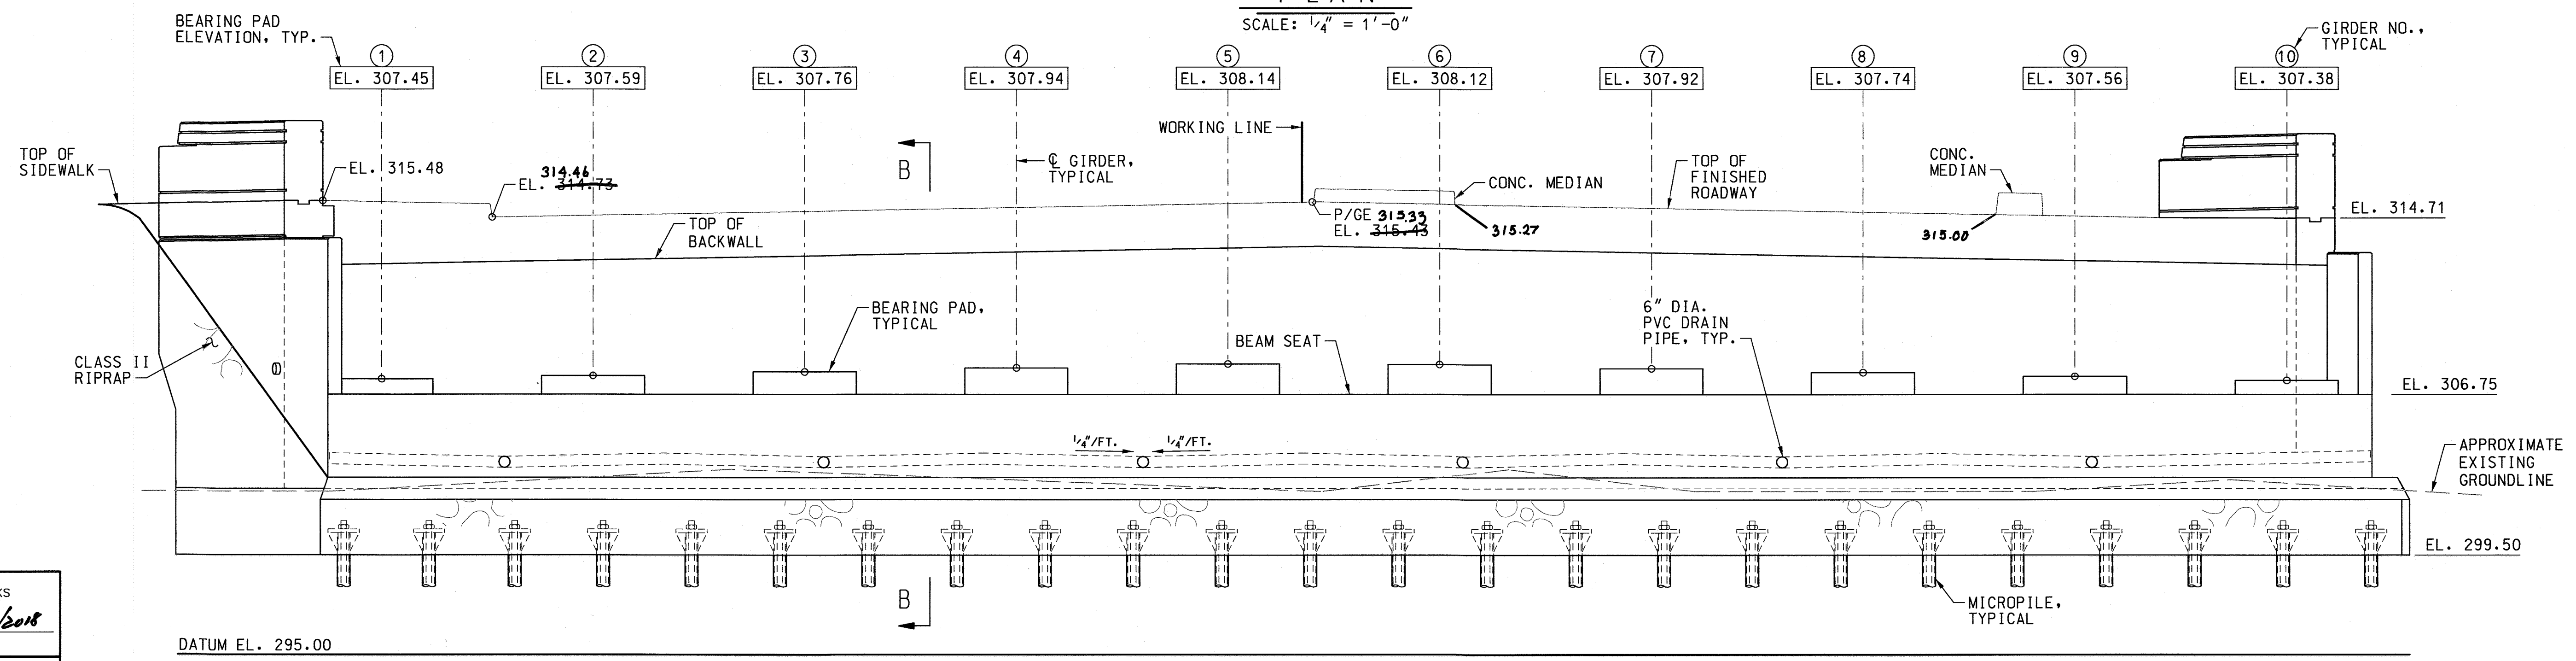 PLAN
SCALE: 1/4" = 1'-0"
BEARING PAD
ELEVATION, TYP.
1
2
3
4
5
6
7
8
9
10
GIRDER NO.,
TYPICAL
EL. 307.45
EL. 307.59
EL. 307.76
EL. 307.94
EL. 308.14
EL. 308.12
EL. 307.92
EL. 307.74
EL. 307.56
EL. 307.38
TOP OF
SIDEWALK
EL. 315.48
314.46
EL. 314.73
B
℄ GIRDER,
TYPICAL
WORKING LINE
CONC. MEDIAN
TOP OF
FINISHED
ROADWAY
CONC.
MEDIAN
EL. 314.71
TOP OF
BACKWALL
P/GE 315.33
EL. 315.43
315.27
315.00
CLASS II
RIPRAP
BEARING PAD,
TYPICAL
BEAM SEAT
6" DIA.
PVC DRAIN
PIPE, TYP.
EL. 306.75
1/4"/FT.
1/4"/FT.
APPROXIMATE
EXISTING
GROUNDLINE
EL. 299.50
B
MICROPILE,
TYPICAL
KS
/2018
DATUM EL. 295.00